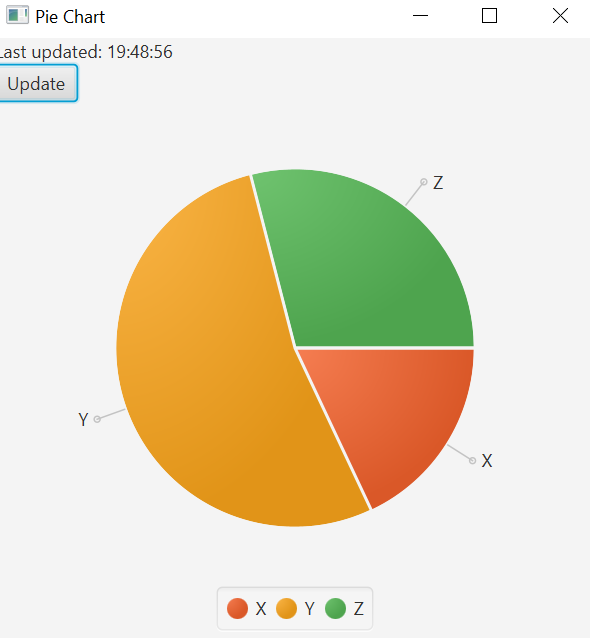 Pie Chart
Last updated: 19:48:56
Update
Z
Y
X
X Y Z